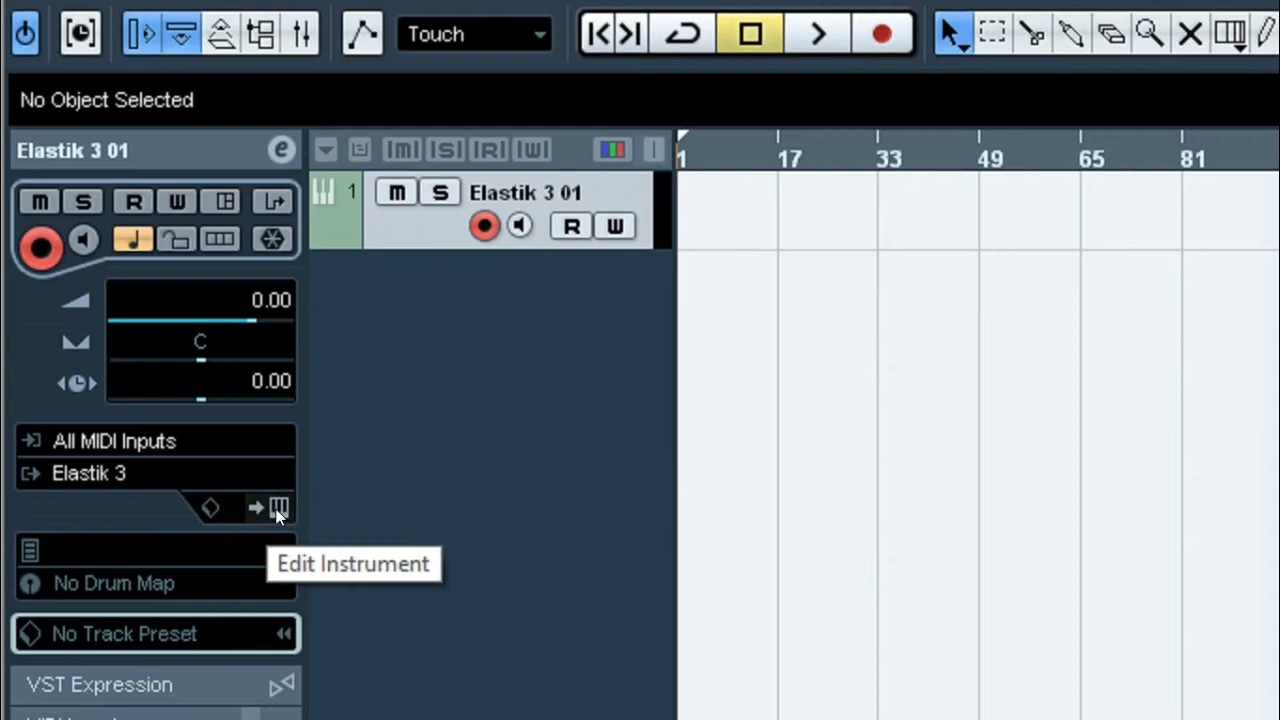 Touch
No Object Selected
Elastik 3 01
e
M S R W
M S R W
1 17 33 49 65 81
1 M S Elastik 3 01
R W
0.00
C
0.00
All MIDI Inputs
Elastik 3
Edit Instrument
No Drum Map
No Track Preset
VST Expression